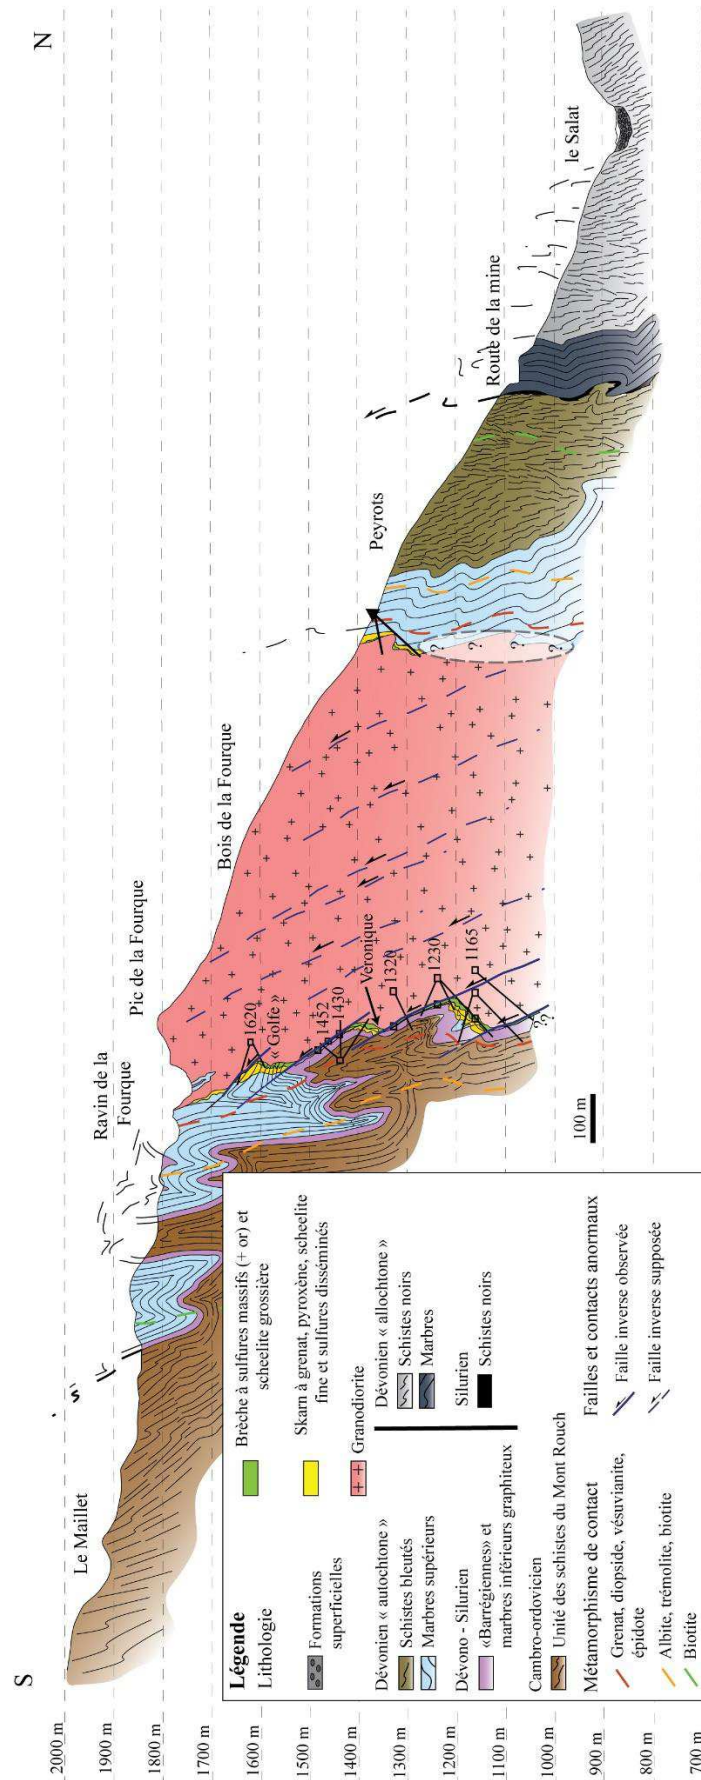 S
N
Le Maillet
Ravin de la
Fourque
Pic de la Fourque
Bois de la Fourque
Peyrots
Route de la mine
le Salat
1620
« Golfe »
1452
1430
Veronique
1320
1230
1165
? ?
?
?
?
?
2000 m
1900 m
1800 m
1700 m
1600 m
1500 m
1400 m
1300 m
1200 m
1100 m
1000 m
900 m
800 m
700 m
100 m
Légende
Lithologie
Formations
superficielles
Dévonien « autochtone »
Schistes bleutés
Marbres supérieurs
Dévono - Silurien
«Barrégiennes» et
marbres inférieurs graphiteux
Cambro-ordovicien
Unité des schistes du Mont Rouch
Métamorphisme de contact
Grenat, diopside, vésuvianite,
épidote
Albite, trémolite, biotite
Biotite
Brèche à sulfures massifs (+ or) et
scheelite grossière
Skarn à grenat, pyroxène, scheelite
fine et sulfures disséminés
Granodiorite
Dévonien « allochtone »
Schistes noirs
Marbres
Silurien
Schistes noirs
Failles et contacts anormaux
Faille inverse observée
Faille inverse supposée